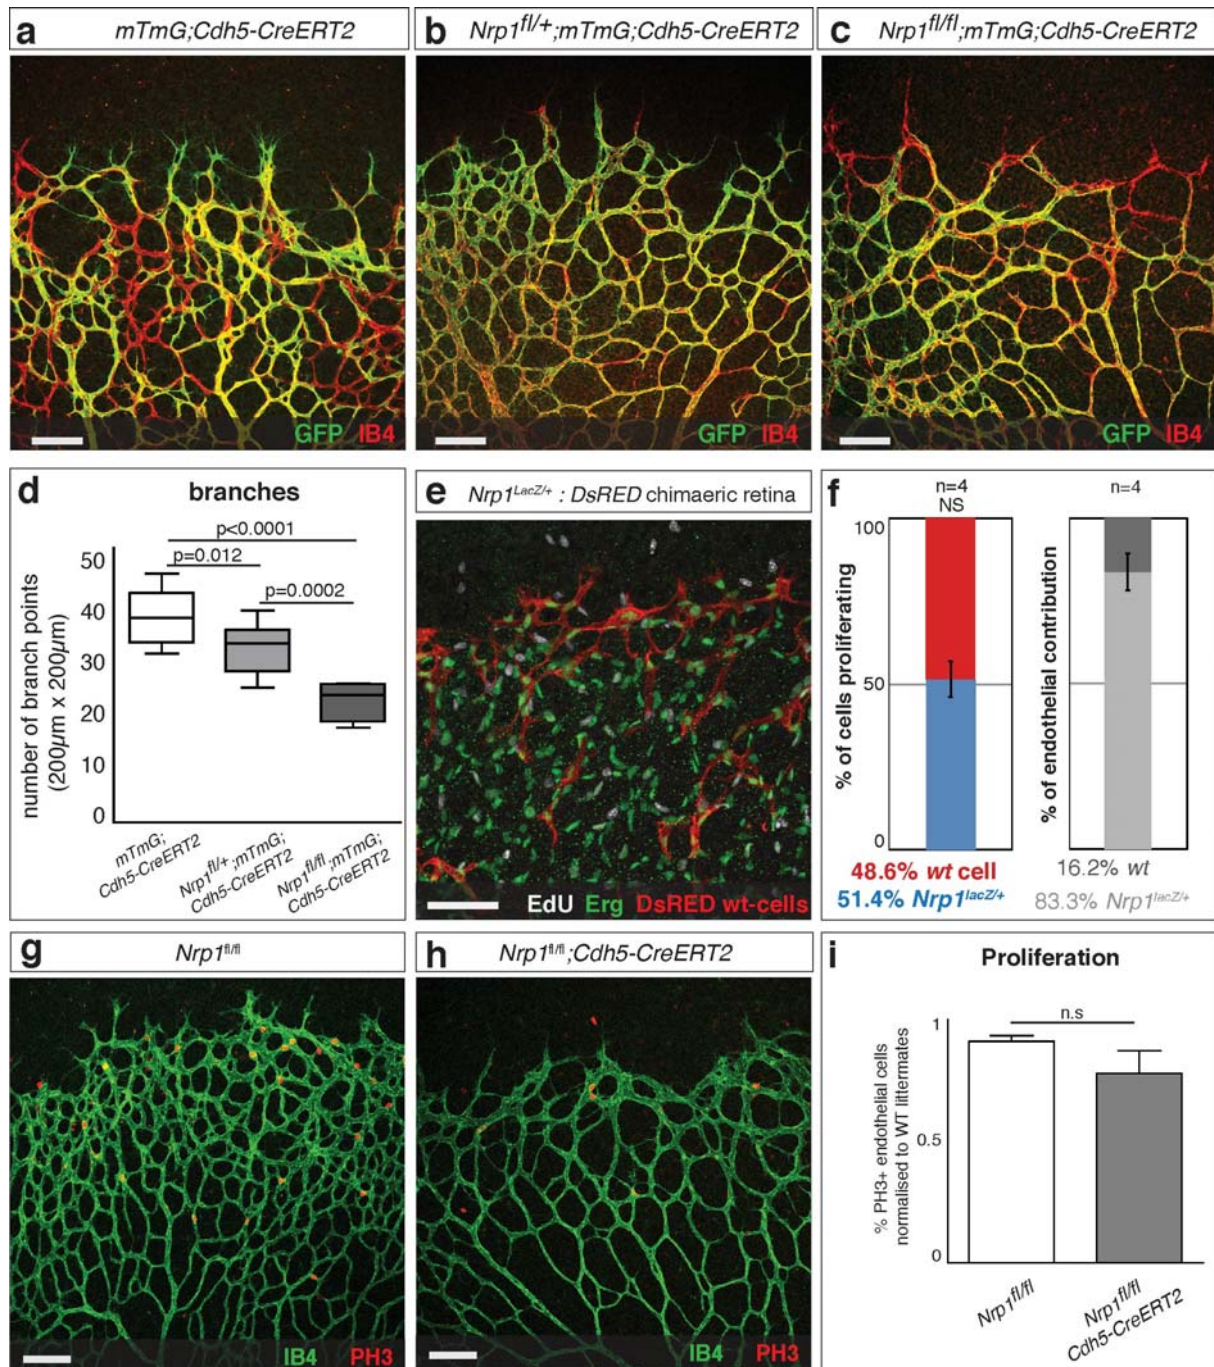 a mTmG;Cdh5-CreERT2
b Nrp1fl/+;mTmG;Cdh5-CreERT2
c Nrp1fl/fl;mTmG;Cdh5-CreERT2
GFP IB4
GFP IB4
GFP IB4
d branches
p<0.0001
p=0.012
p=0.0002
50
40
30
20
10
0
number of branch points
(200µm x 200µm)
mTmG;
Cdh5-CreERT2
Nrp1fl/+;mTmG;
Cdh5-CreERT2
Nrp1fl/fl;mTmG;
Cdh5-CreERT2
e Nrp1LacZ/+ : DsRED chimaeric retina
EdU Erg DsRED wt-cells
f
n=4
NS
100
50
0
% of cells proliferating
48.6% wt cell
51.4% Nrp1lacZ/+
n=4
% of endothelial contribution
16.2% wt
83.3% Nrp1lacZ/+
g Nrp1fl/fl
IB4 PH3
h Nrp1fl/fl;Cdh5-CreERT2
IB4 PH3
i Proliferation
n.s
1
0.5
0
% PH3+ endothelial cells
normalised to WT littermates
Nrp1fl/fl
Nrp1fl/fl
Cdh5-CreERT2